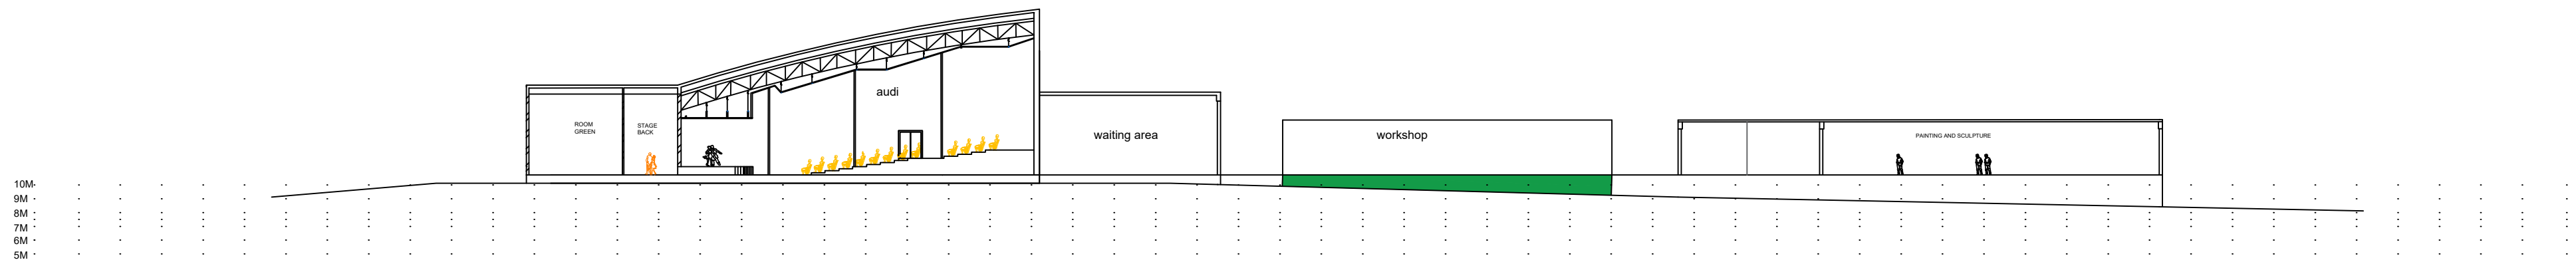 audi
ROOM
GREEN
STAGE
BACK
waiting area
workshop
PAINTING AND SCULPTURE
10M
9M
8M
7M
6M
5M